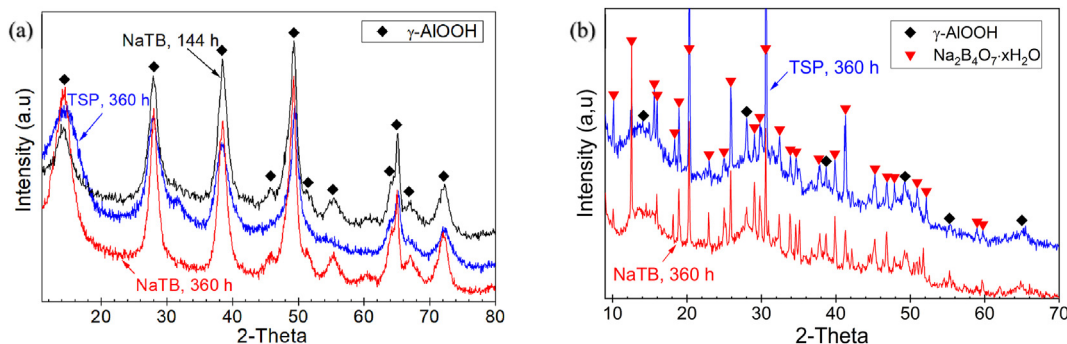 (a)
γ-AlOOH
NaTB, 144 h
TSP, 360 h
NaTB, 360 h
Intensity (a.u)
20 30 40 50 60 70 80
2-Theta
(b)
γ-AlOOH
Na₂B₄O₇·xH₂O
TSP, 360 h
NaTB, 360 h
Intensity (a,u)
10 20 30 40 50 60 70
2-Theta